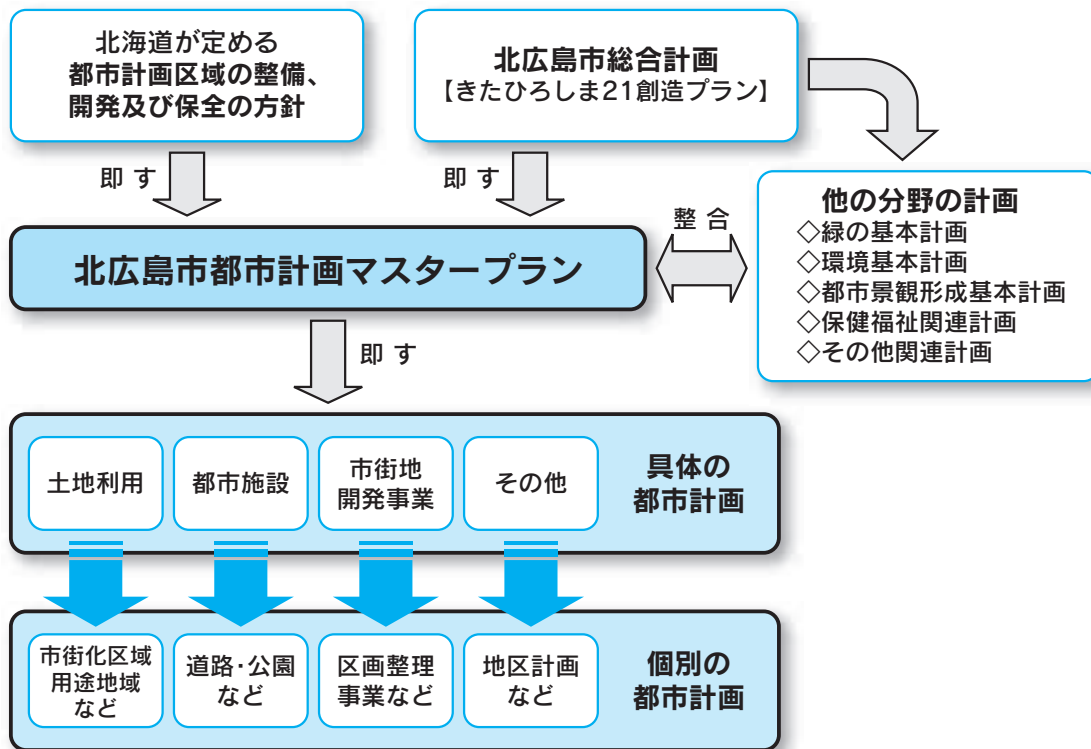 北海道が定める
都市計画区域の整備、
開発及び保全の方針
北広島市総合計画
【きたひろしま21創造プラン】
即 す
即 す
整 合
他の分野の計画
◇緑の基本計画
◇環境基本計画
◇都市景観形成基本計画
◇保健福祉関連計画
◇その他関連計画
北広島市都市計画マスタープラン
即 す
土地利用
都市施設
市街地
開発事業
その他
具体の
都市計画
市街化区域
用途地域
など
道路・公園
など
区画整理
事業など
地区計画
など
個別の
都市計画